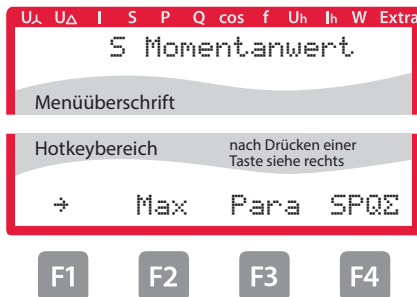 U⅄ U△ I S P Q cos f Uh Ih W Extra
S Momentanwert
Menüüberschrift
Hotkeybereich
nach Drücken einer
Taste siehe rechts
→ Max Para SPQΣ
F1 F2 F3 F4